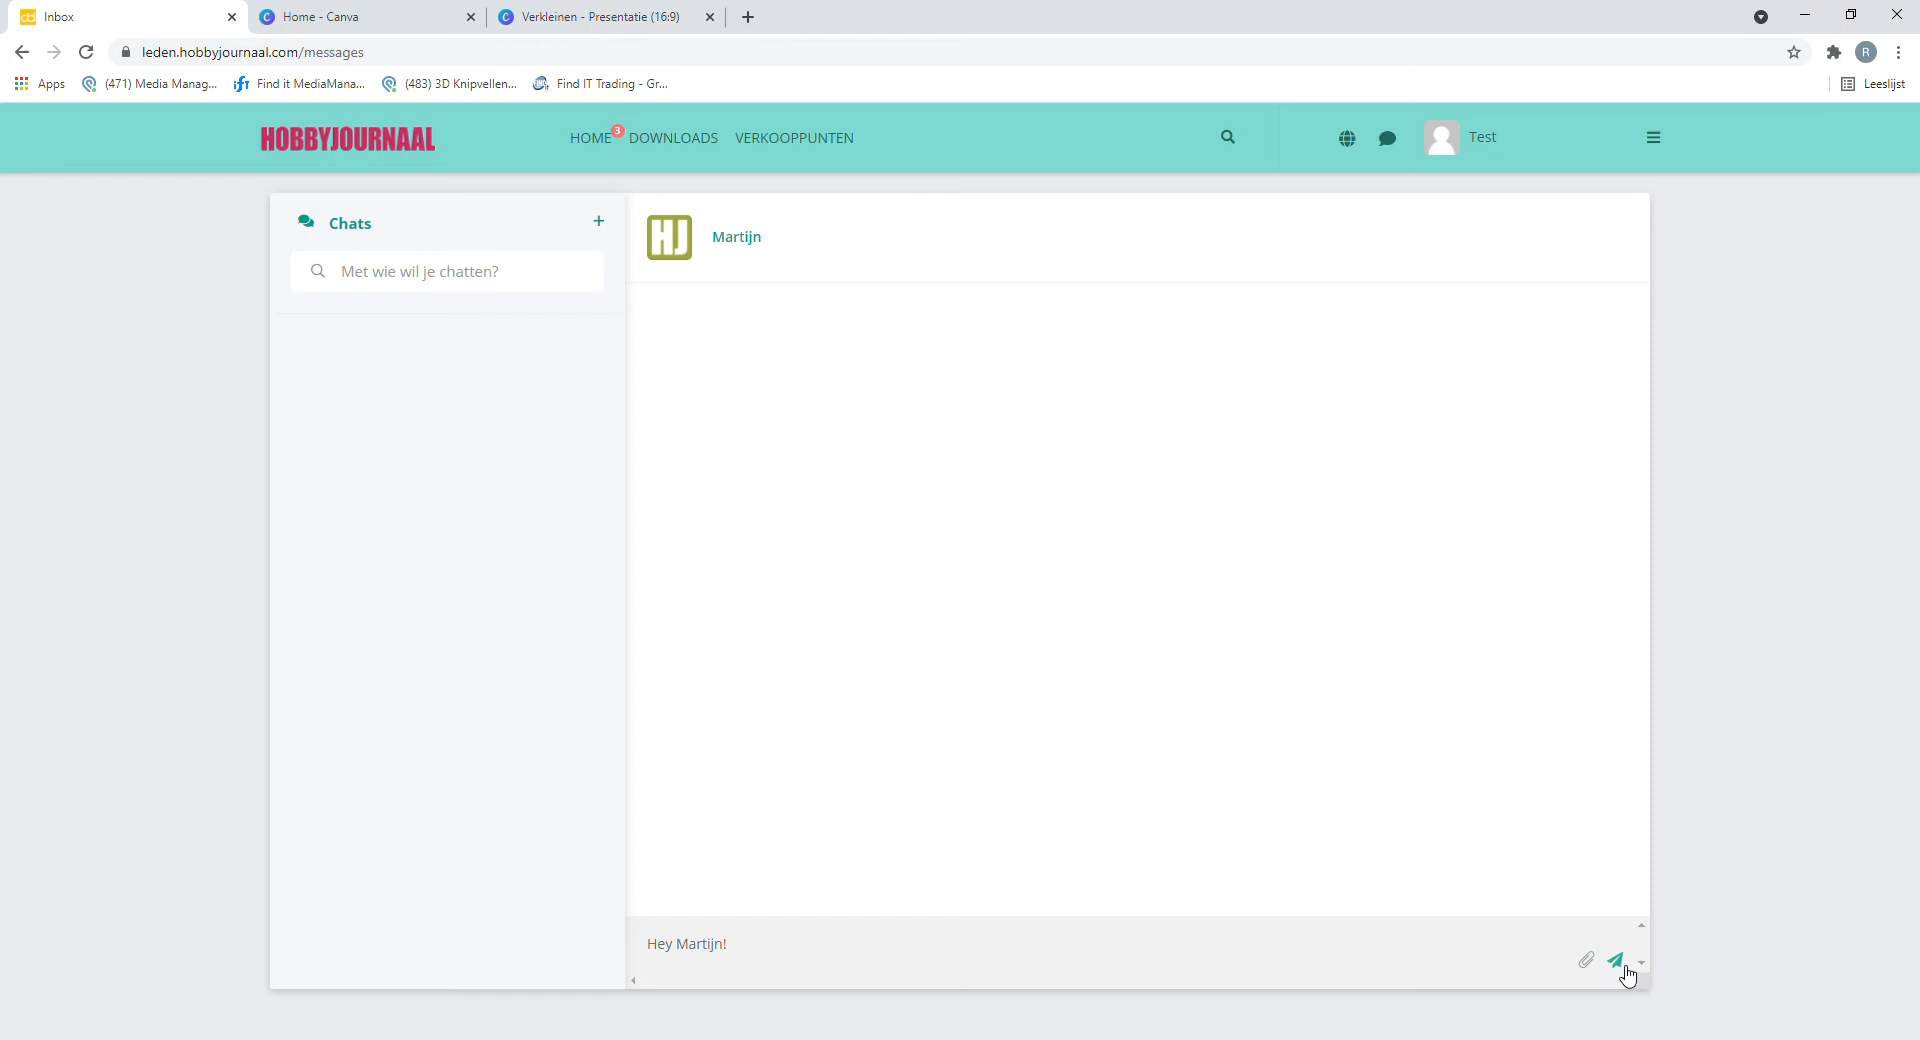 Inbox
Home - Canva
Verkleinen - Presentatie (16:9)
leden.hobbyjournaal.com/messages
R
Apps
(471) Media Manag...
Find it MediaMana...
(483) 3D Knipvellen...
Find IT Trading - Gr...
Leeslijst
HOBBYJOURNAAL
HOME 3 DOWNLOADS VERKOOPPUNTEN
Test
Chats
+
Met wie wil je chatten?
HJ
Martijn
Hey Martijn!